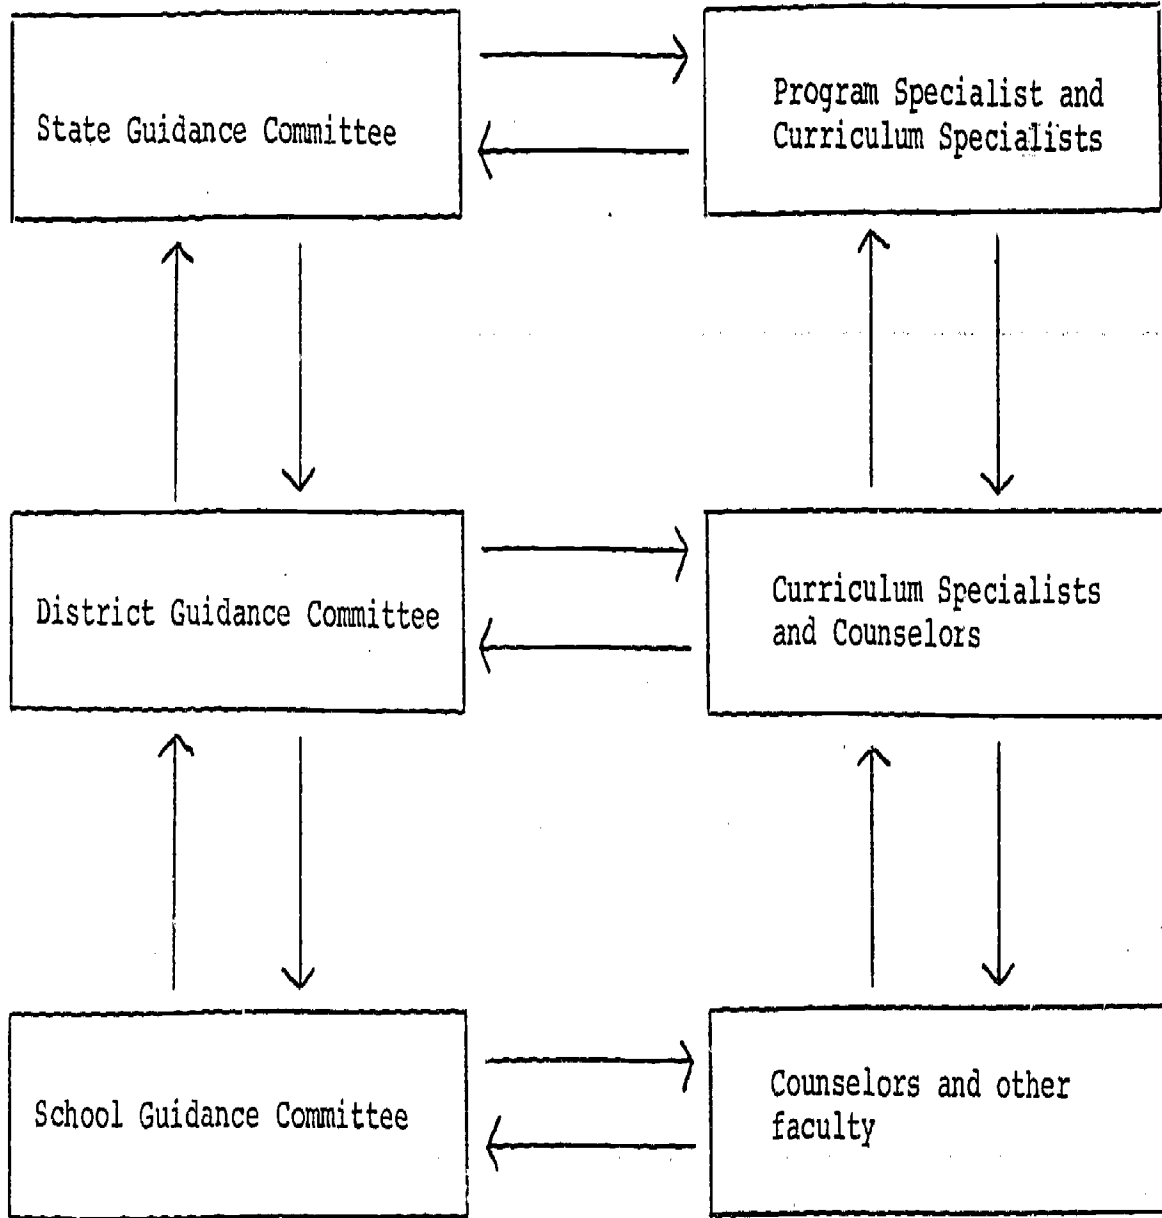 State Guidance Committee
Program Specialist and
Curriculum Specialists
District Guidance Committee
Curriculum Specialists
and Counselors
School Guidance Committee
Counselors and other
faculty